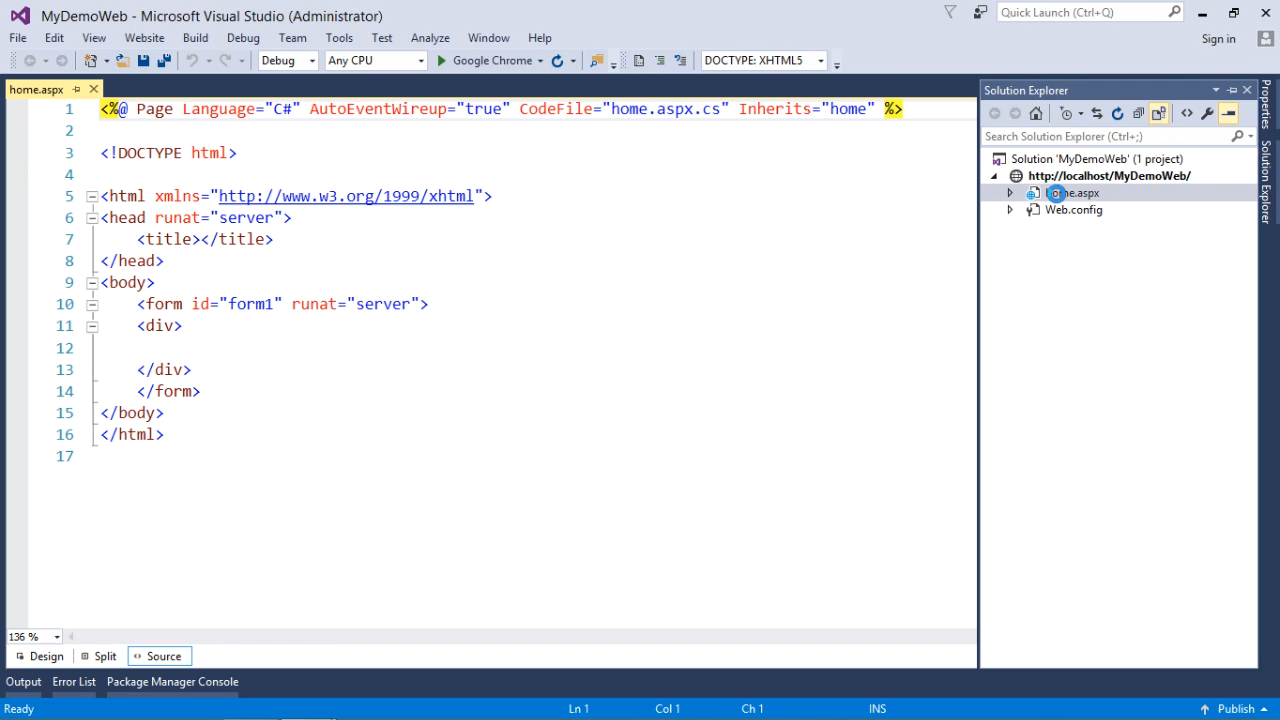 MyDemoWeb - Microsoft Visual Studio (Administrator)
Quick Launch (Ctrl+Q)
File Edit View Website Build Debug Team Tools Test Analyze Window Help
Sign in
Debug Any CPU Google Chrome DOCTYPE: XHTML5
home.aspx
1 <%@ Page Language="C#" AutoEventWireup="true" CodeFile="home.aspx.cs" Inherits="home" %>
2
3 <!DOCTYPE html>
4
5 <html xmlns="http://www.w3.org/1999/xhtml">
6 <head runat="server">
7 <title></title>
8 </head>
9 <body>
10 <form id="form1" runat="server">
11 <div>
12
13 </div>
14 </form>
15 </body>
16 </html>
17
136 %
Design Split Source
Output Error List Package Manager Console
Ready Ln 1 Col 1 Ch 1 INS Publish
Solution Explorer
Search Solution Explorer (Ctrl+;)
Solution 'MyDemoWeb' (1 project)
http://localhost/MyDemoWeb/
home.aspx
Web.config
Properties
Solution Explorer